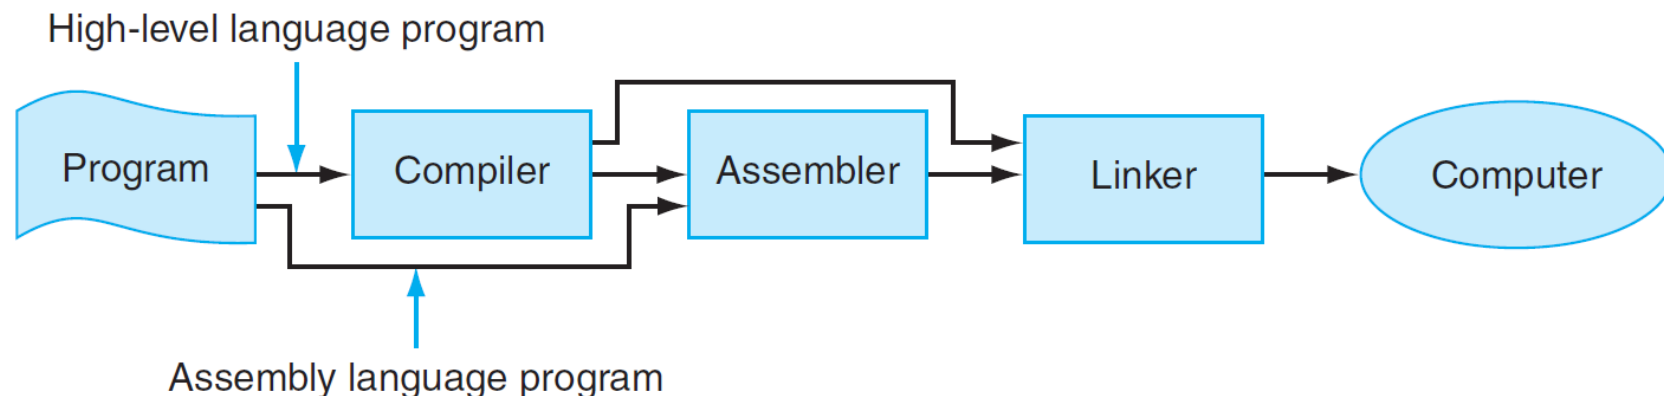 High-level language program
Program
Compiler
Assembler
Linker
Computer
Assembly language program